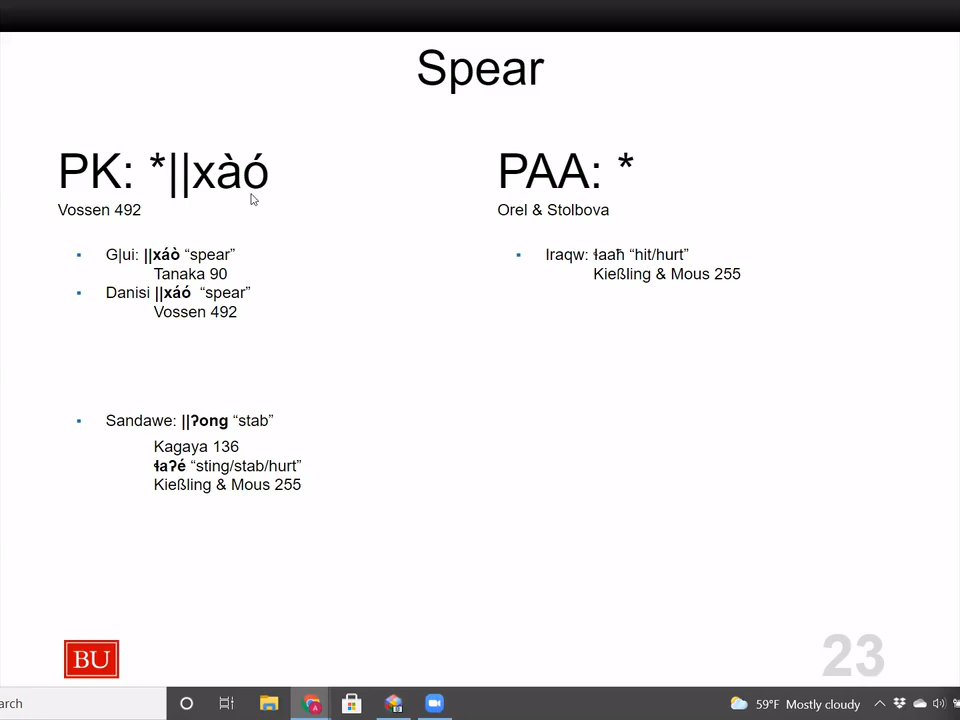 Spear
PK: *||xàó
Vossen 492
▪ G|ui: ||xáò “spear”
Tanaka 90
▪ Danisi ||xáó “spear”
Vossen 492
▪ Sandawe: ||ʔong “stab”
Kagaya 136
ɬaʔé “sting/stab/hurt”
Kießling & Mous 255
PAA: *
Orel & Stolbova
▪ Iraqw: ɬaaħ “hit/hurt”
Kießling & Mous 255
BU
23
arch
59°F Mostly cloudy